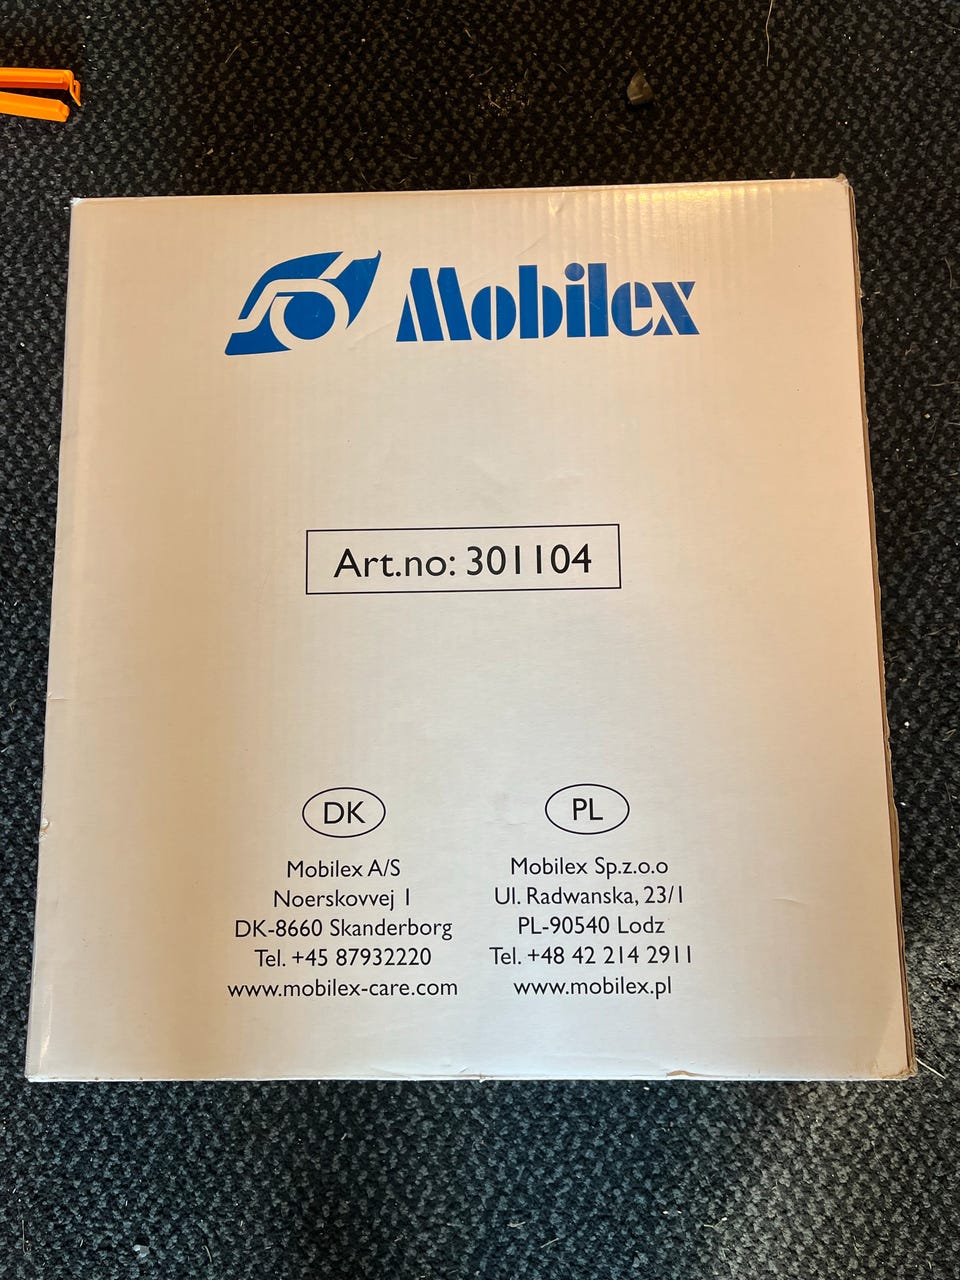 Mobilex
Art.no: 301104
DK
Mobilex A/S
Noerskovvej 1
DK-8660 Skanderborg
Tel. +45 87932220
www.mobilex-care.com
PL
Mobilex Sp.z.o.o
Ul. Radwanska, 23/1
PL-90540 Lodz
Tel. +48 42 214 2911
www.mobilex.pl